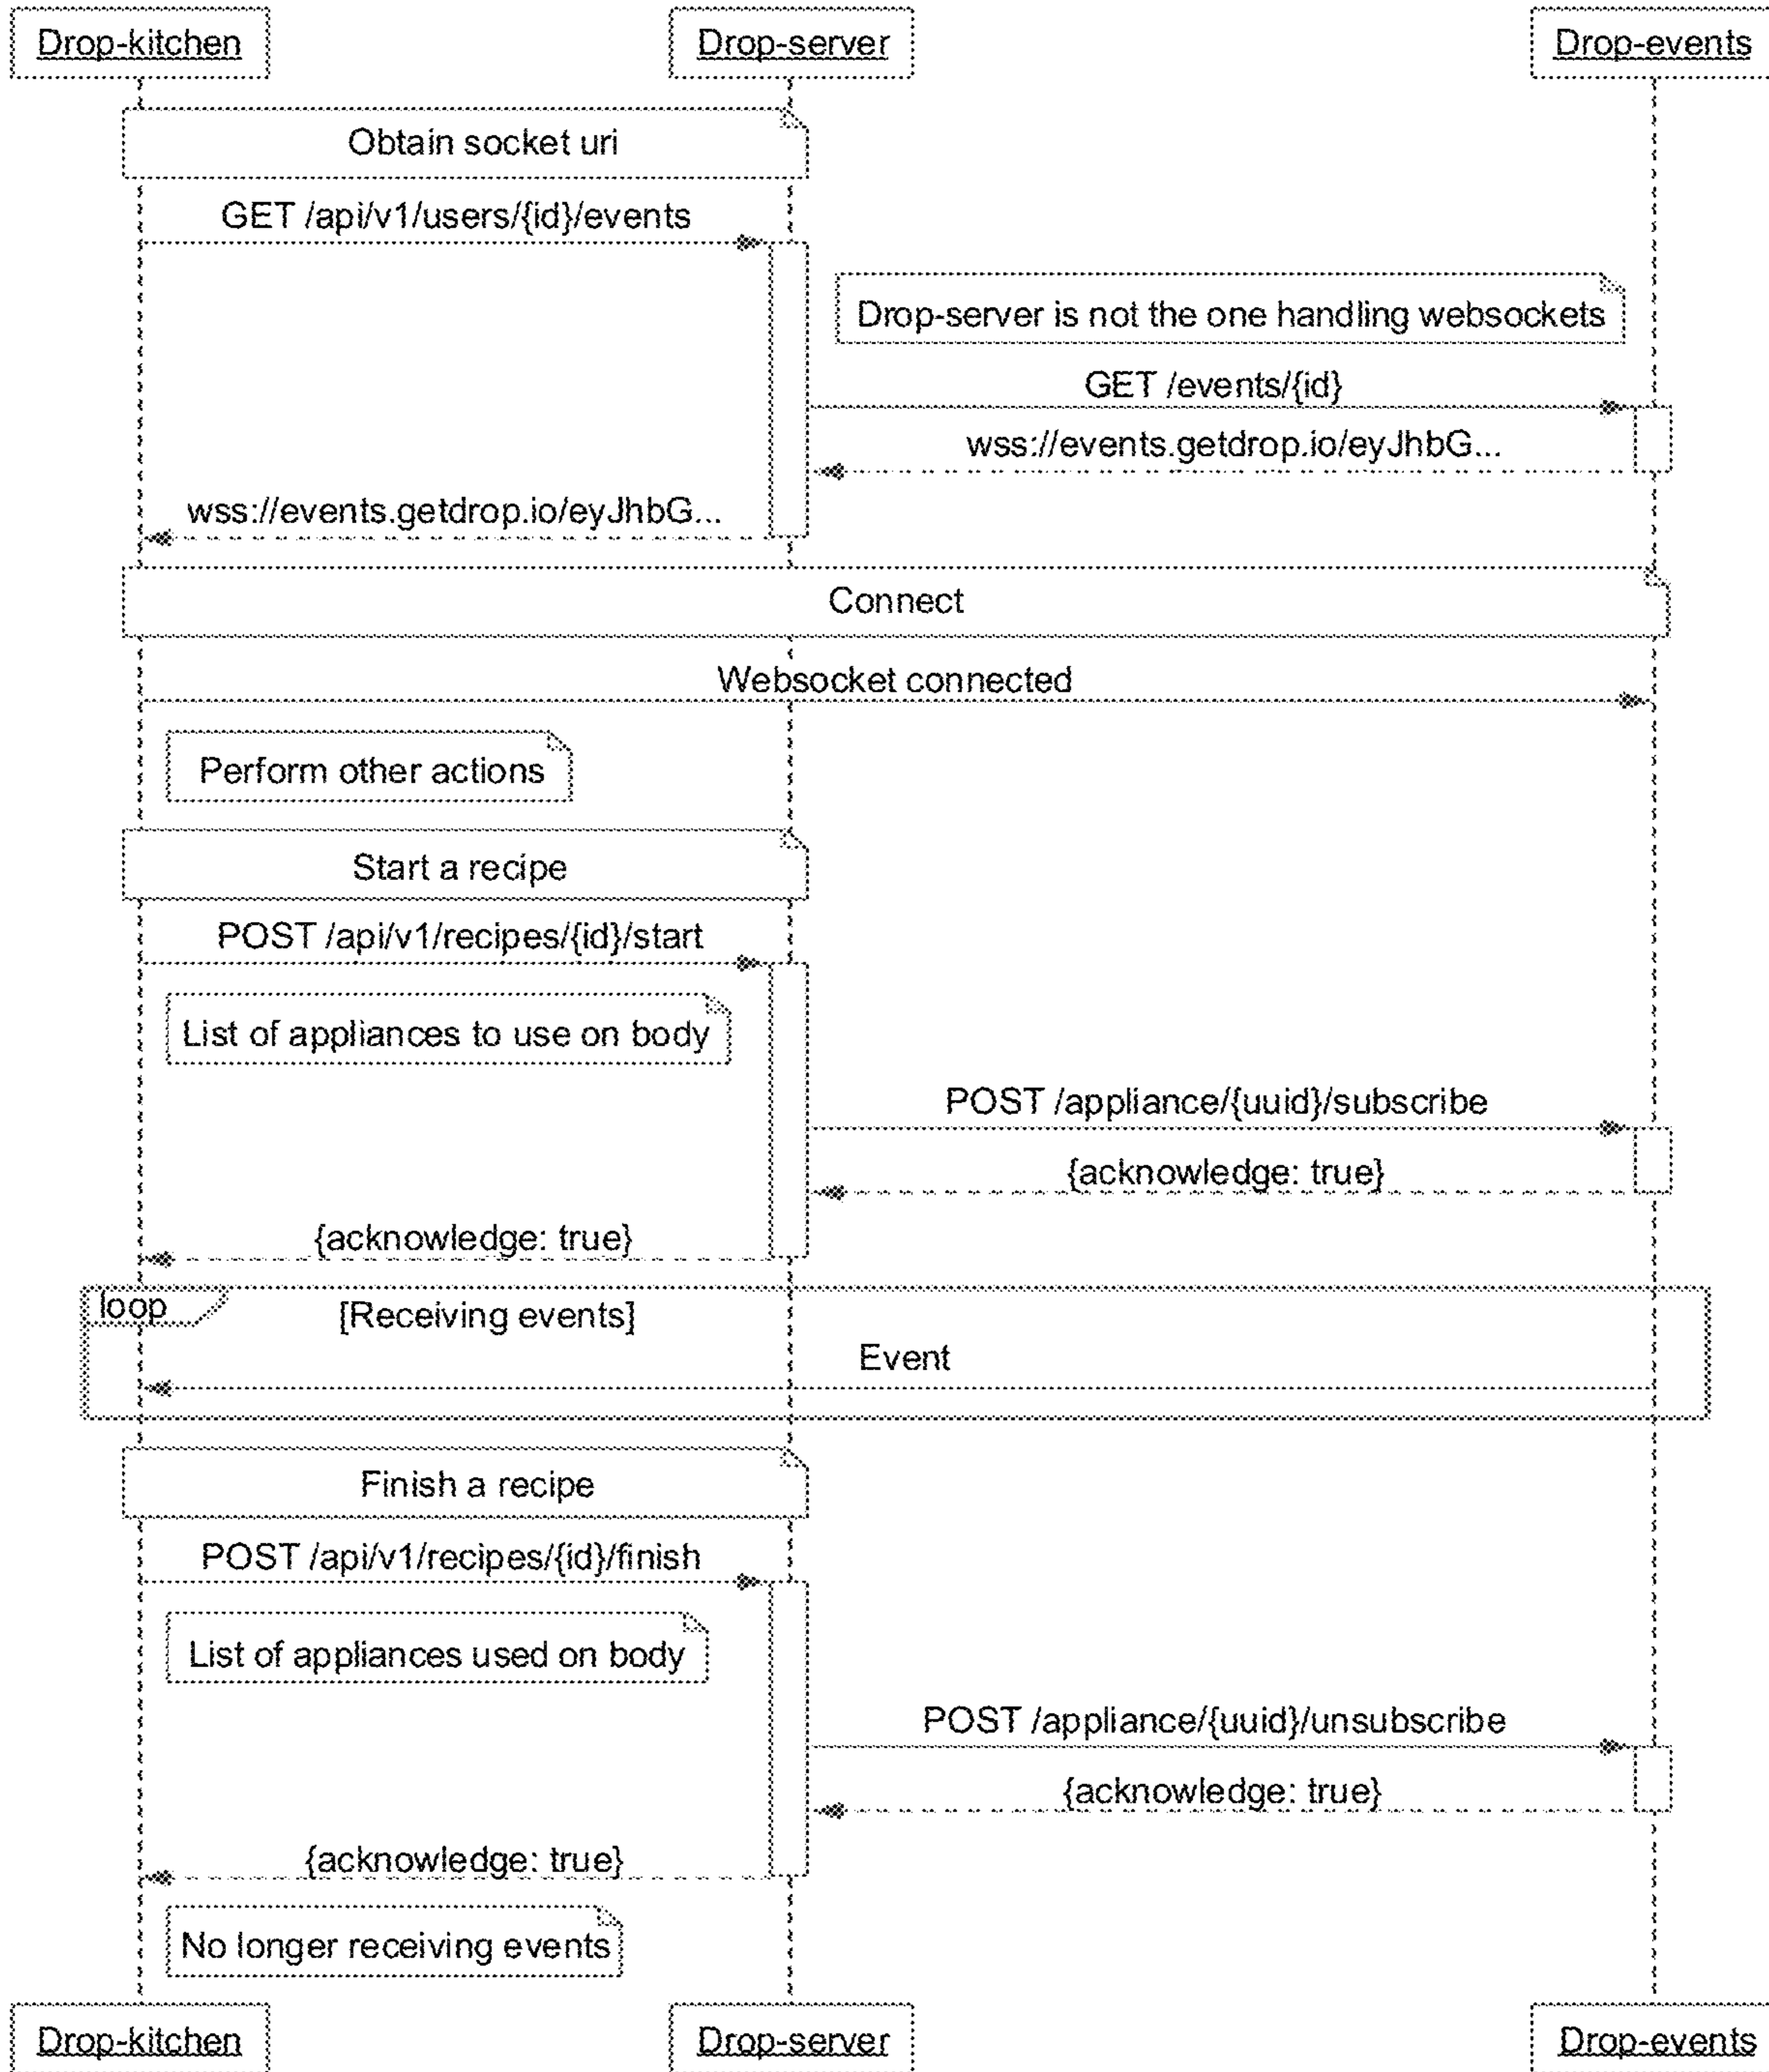 Drop-kitchen
Drop-server
Drop-events
Obtain socket uri
GET /api/v1/users/{id}/events
Drop-server is not the one handling websockets
GET /events/{id}
wss://events.getdrop.io/eyJhbG...
wss://events.getdrop.io/eyJhbG...
Connect
Websocket connected
Perform other actions
Start a recipe
POST /api/v1/recipes/{id}/start
List of appliances to use on body
POST /appliance/{uuid}/subscribe
{acknowledge: true}
{acknowledge: true}
loop
[Receiving events]
Event
Finish a recipe
POST /api/v1/recipes/{id}/finish
List of appliances used on body
POST /appliance/{uuid}/unsubscribe
{acknowledge: true}
{acknowledge: true}
No longer receiving events
Drop-kitchen
Drop-server
Drop-events